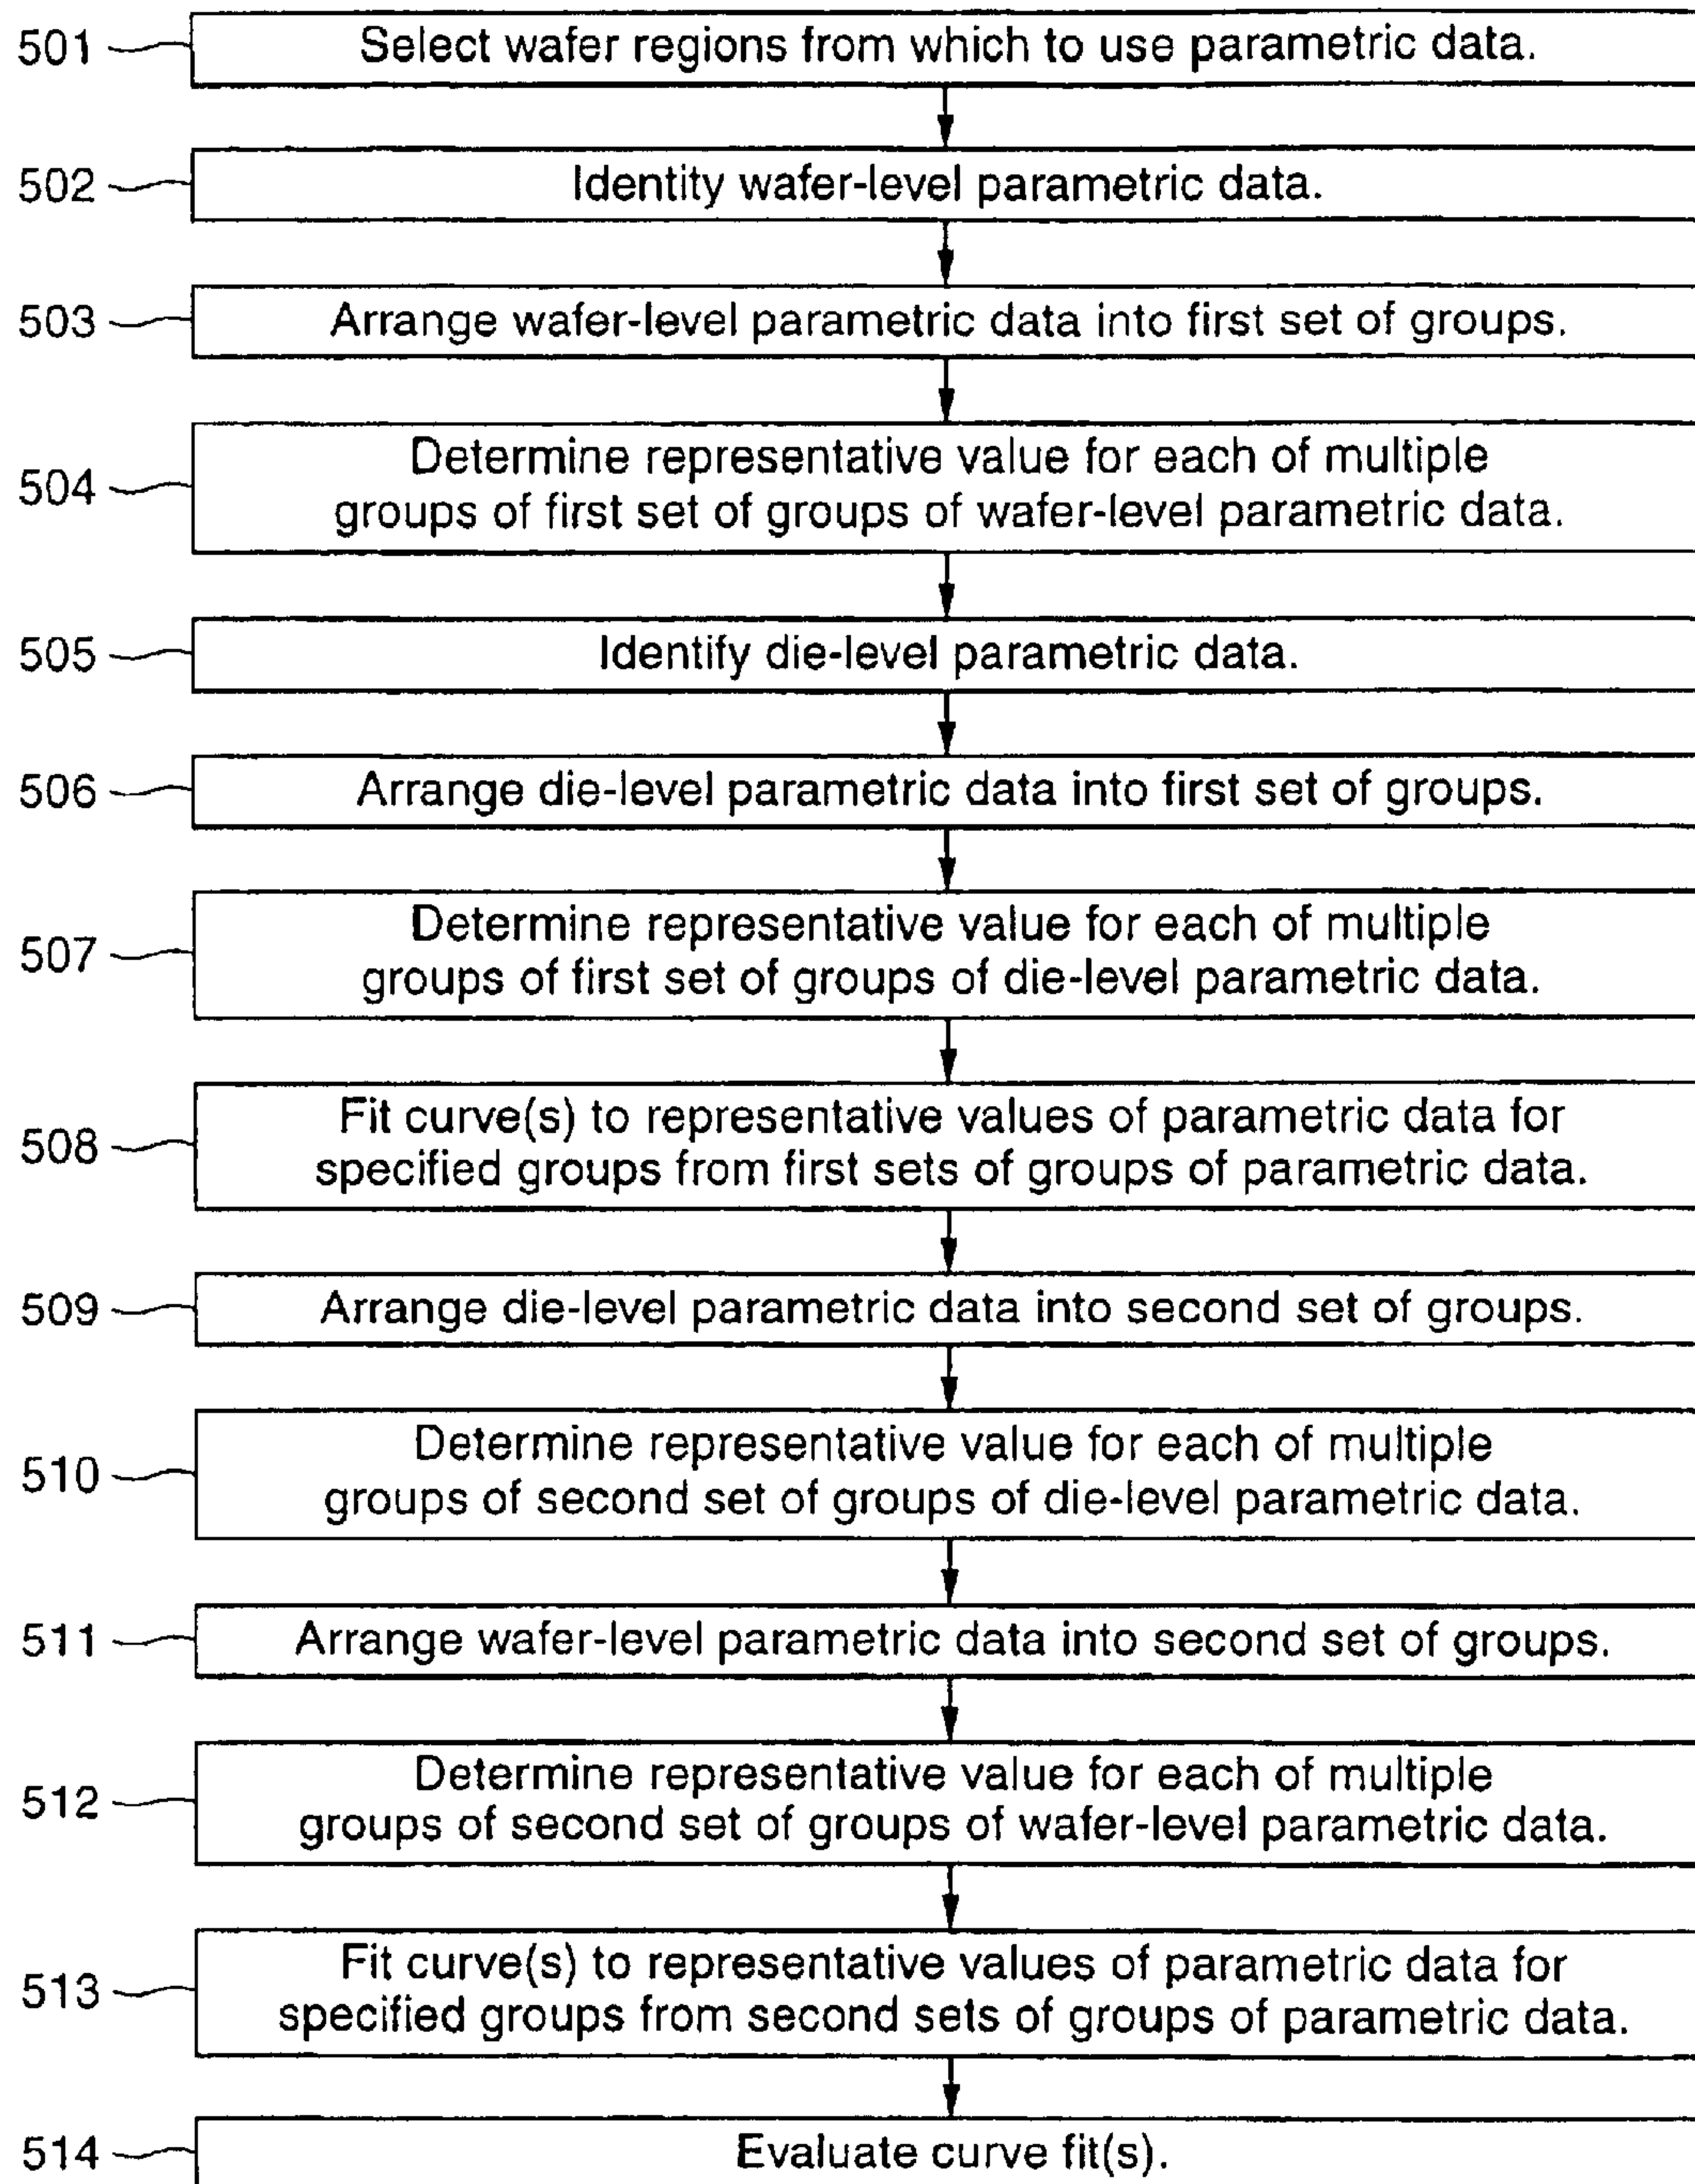 501 Select wafer regions from which to use parametric data.
502 Identity wafer-level parametric data.
503 Arrange wafer-level parametric data into first set of groups.
504 Determine representative value for each of multiple
groups of first set of groups of wafer-level parametric data.
505 Identify die-level parametric data.
506 Arrange die-level parametric data into first set of groups.
507 Determine representative value for each of multiple
groups of first set of groups of die-level parametric data.
508 Fit curve(s) to representative values of parametric data for
specified groups from first sets of groups of parametric data.
509 Arrange die-level parametric data into second set of groups.
510 Determine representative value for each of multiple
groups of second set of groups of die-level parametric data.
511 Arrange wafer-level parametric data into second set of groups.
512 Determine representative value for each of multiple
groups of second set of groups of wafer-level parametric data.
513 Fit curve(s) to representative values of parametric data for
specified groups from second sets of groups of parametric data.
514 Evaluate curve fit(s).